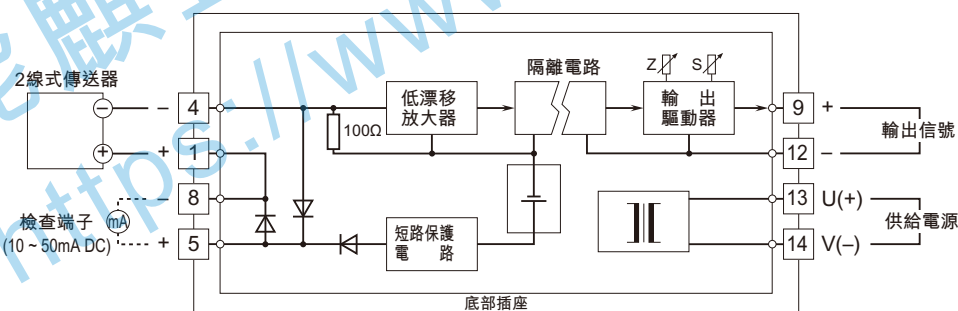 2線式傳送器
4
1
8
5
–
+
–
+
–
+
檢查端子
(10 ~ 50mA DC)
mA
100Ω
低漂移
放大器
隔離電路
Z
S
輸 出
驅動器
短路保護
電 路
底部插座
9
12
13
14
+
–
U(+)
V(–)
輸出信號
供給電源
https://www.